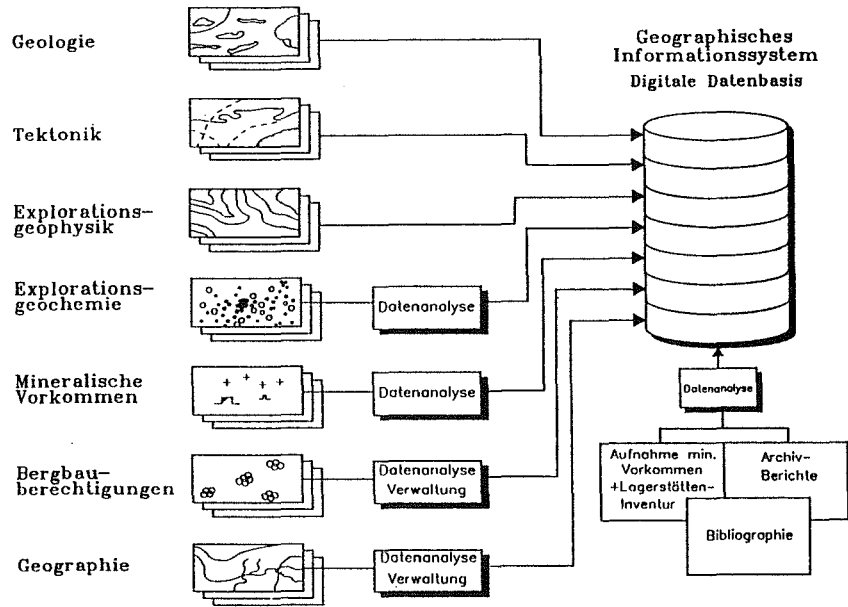 Geologie
Tektonik
Explorations-
geophysik
Explorations-
geochemie
Mineralische
Vorkommen
Bergbau-
berechtigungen
Geographie
Datenanalyse
Datenanalyse
Datenanalyse
Verwaltung
Datenanalyse
Verwaltung
Geographisches
Informationssystem
Digitale Datenbasis
Datenanalyse
Aufnahme min.
Vorkommen
+Lagerstätten-
Inventur
Archiv-
Berichte
Bibliographie